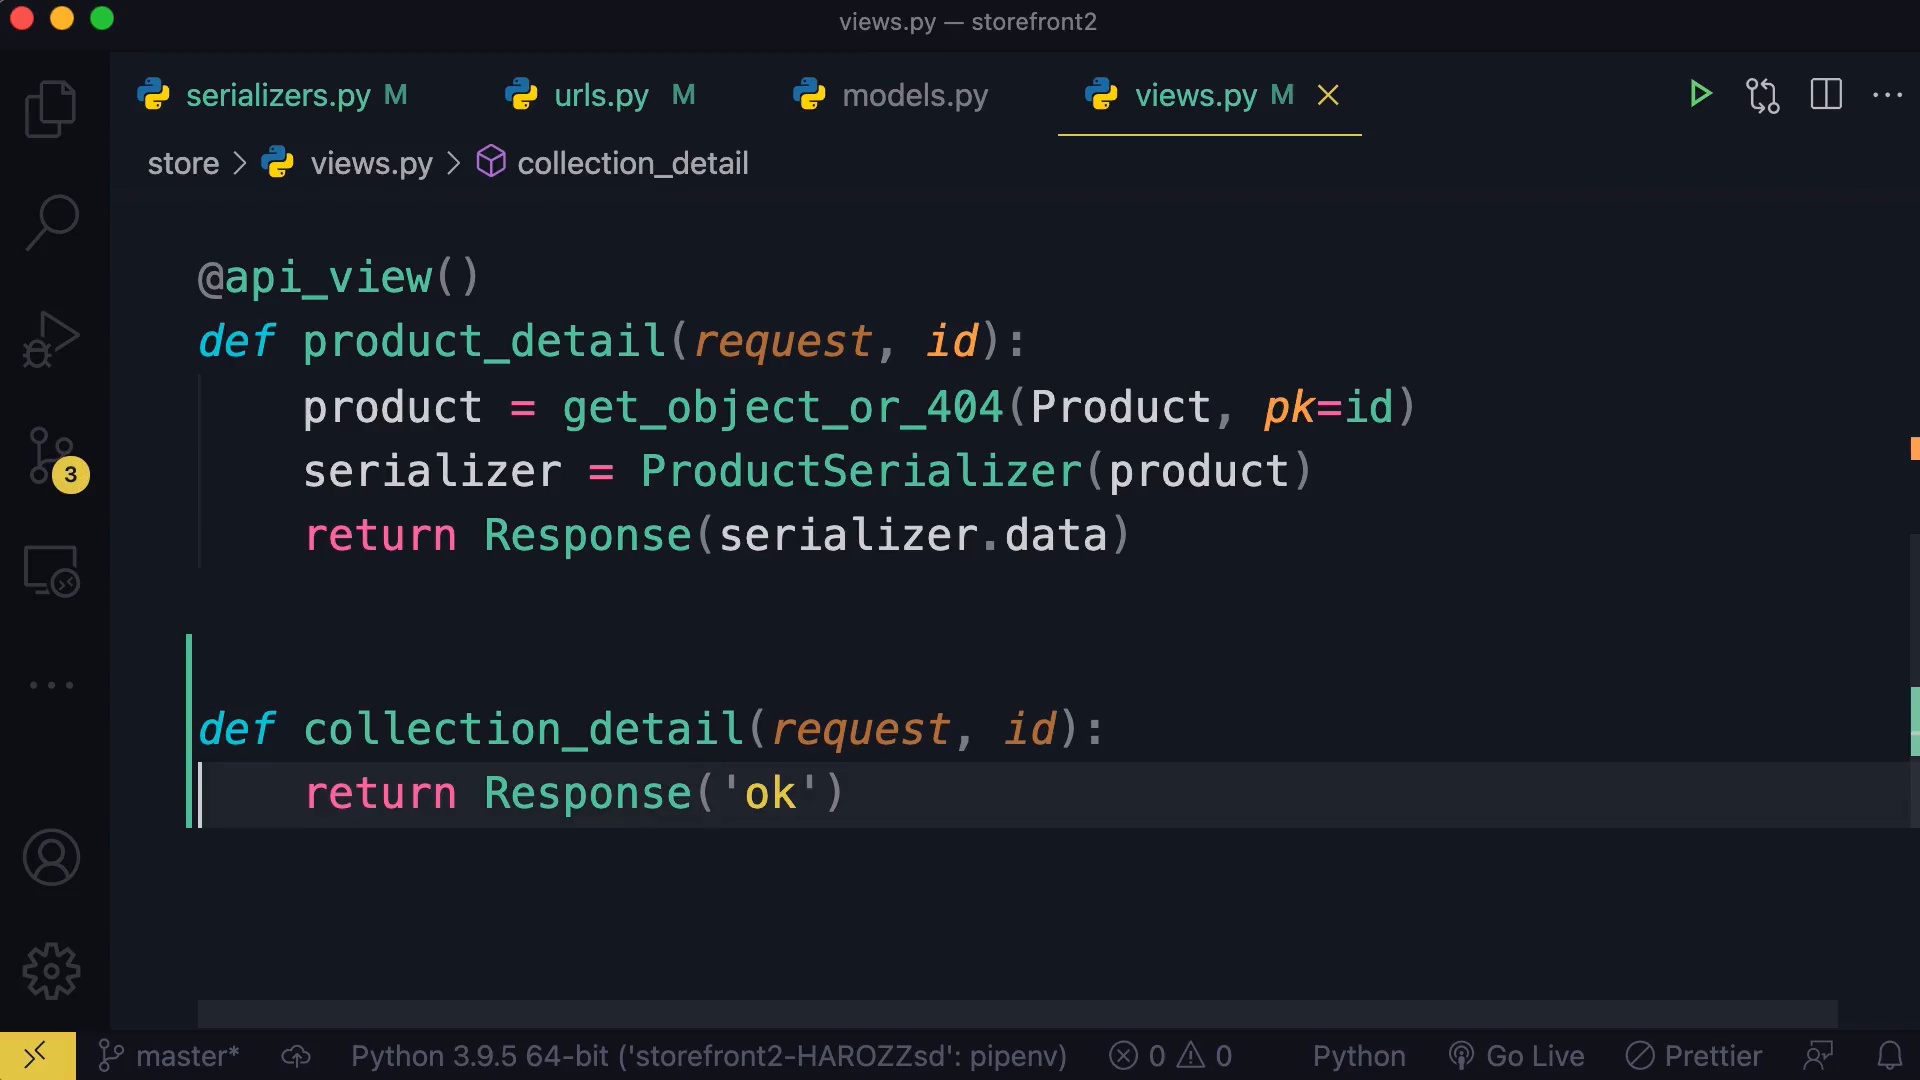 views.py — storefront2
serializers.py M urls.py M models.py views.py M
store > views.py > collection_detail
@api_view()
def product_detail(request, id):
    product = get_object_or_404(Product, pk=id)
    serializer = ProductSerializer(product)
    return Response(serializer.data)
def collection_detail(request, id):
    return Response('ok')
3
master* Python 3.9.5 64-bit ('storefront2-HAROZZsd': pipenv) 0 0 Python Go Live Prettier